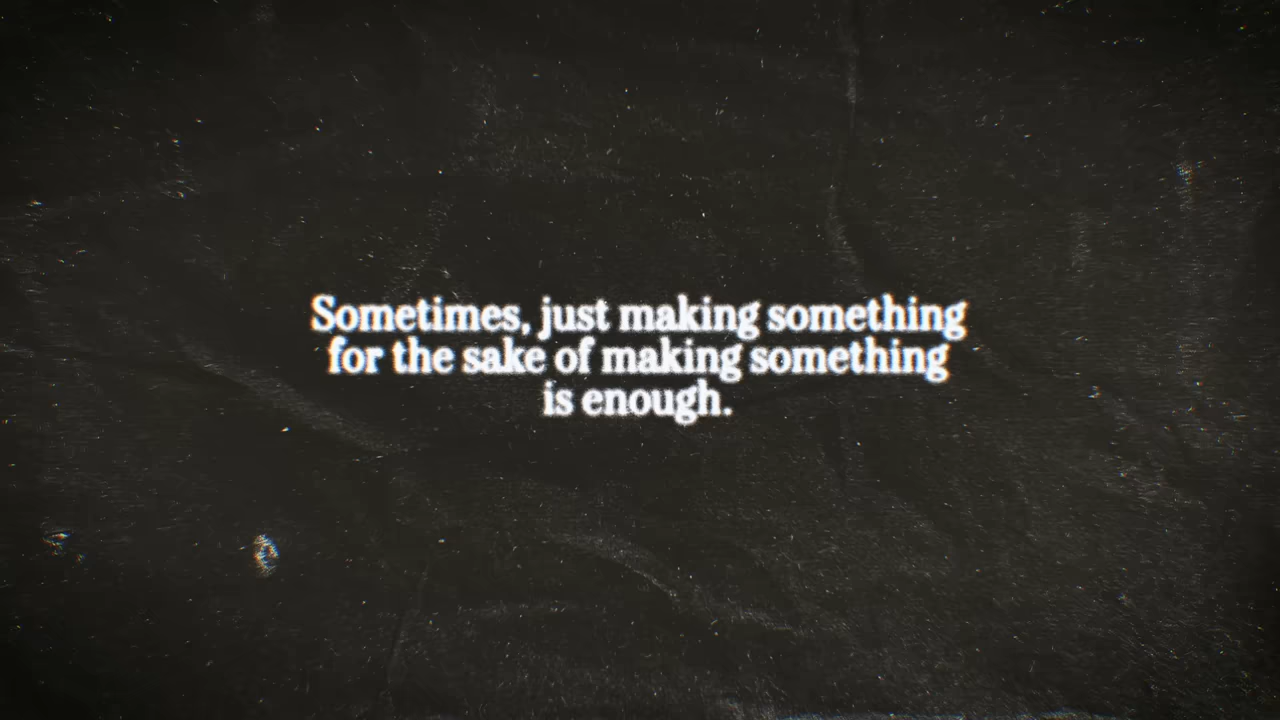 Sometimes, just making something
for the sake of making something
is enough.